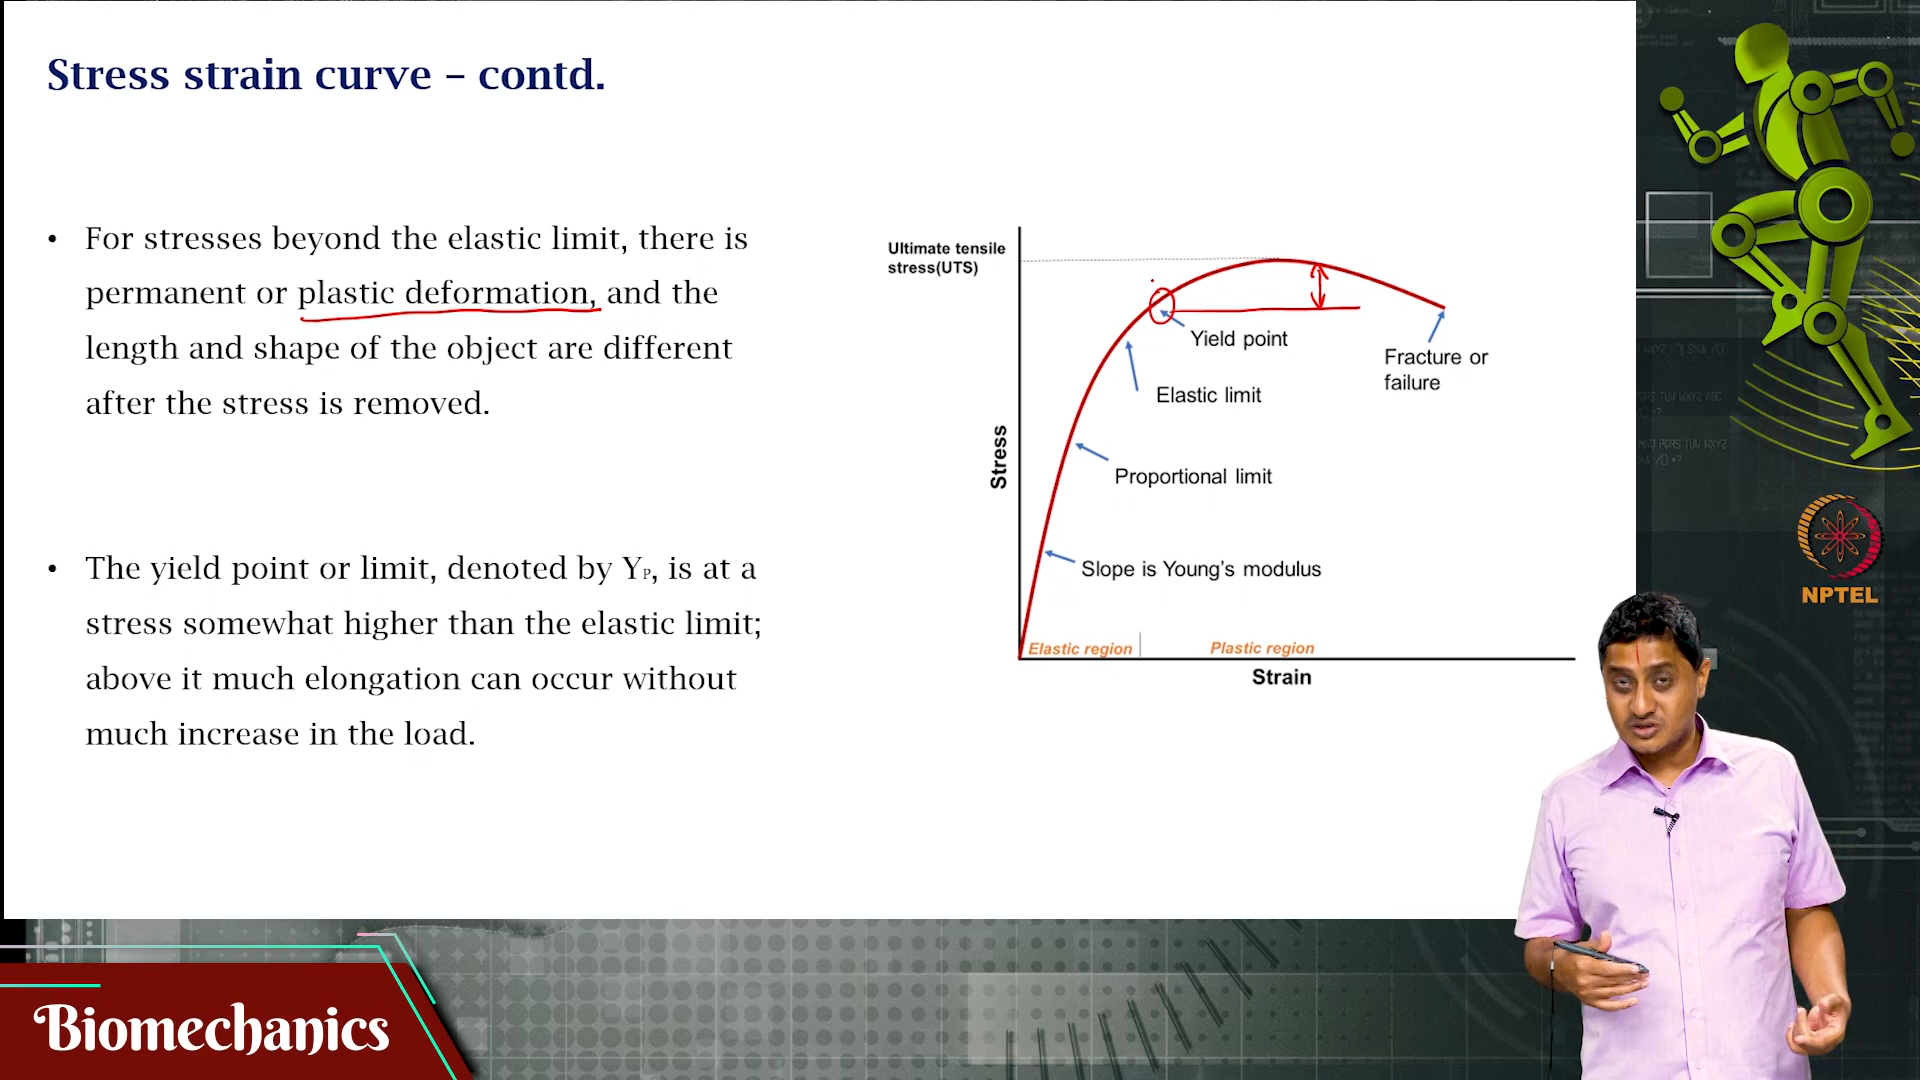 Stress strain curve – contd.
• For stresses beyond the elastic limit, there is
permanent or plastic deformation, and the
length and shape of the object are different
after the stress is removed.
• The yield point or limit, denoted by Yₚ, is at a
stress somewhat higher than the elastic limit;
above it much elongation can occur without
much increase in the load.
Ultimate tensile
stress(UTS)
Yield point
Fracture or
failure
Elastic limit
Stress
Proportional limit
Slope is Young's modulus
Elastic region
Plastic region
Strain
NPTEL
Biomechanics